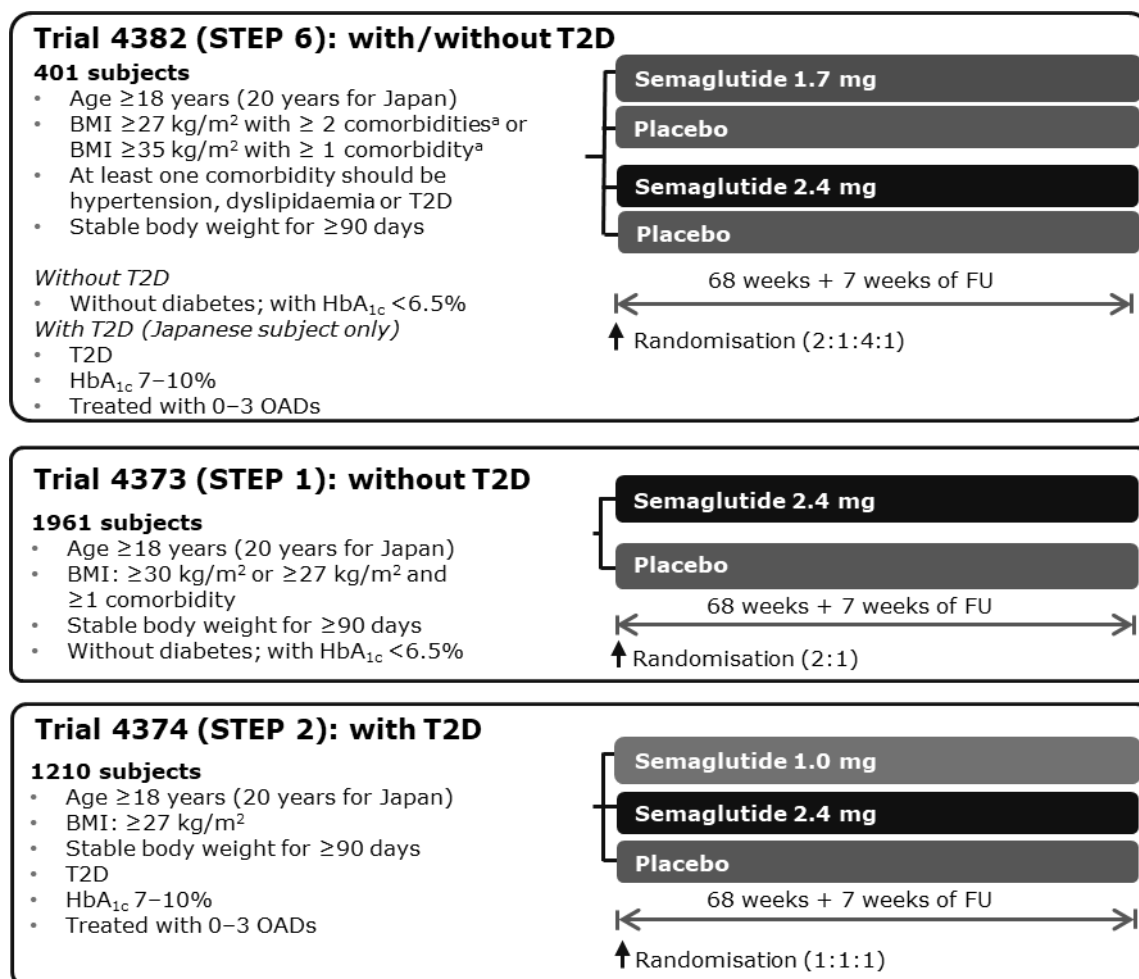 Trial 4382 (STEP 6): with/without T2D
401 subjects
• Age ≥18 years (20 years for Japan)
• BMI ≥27 kg/m² with ≥ 2 comorbiditiesᵃ or
BMI ≥35 kg/m² with ≥ 1 comorbidityᵃ
• At least one comorbidity should be
hypertension, dyslipidaemia or T2D
• Stable body weight for ≥90 days
Without T2D
• Without diabetes; with HbA₁c <6.5%
With T2D (Japanese subject only)
• T2D
• HbA₁c 7–10%
• Treated with 0–3 OADs
Semaglutide 1.7 mg
Placebo
Semaglutide 2.4 mg
Placebo
68 weeks + 7 weeks of FU
Randomisation (2:1:4:1)
Trial 4373 (STEP 1): without T2D
1961 subjects
• Age ≥18 years (20 years for Japan)
• BMI: ≥30 kg/m² or ≥27 kg/m² and
≥1 comorbidity
• Stable body weight for ≥90 days
• Without diabetes; with HbA₁c <6.5%
Semaglutide 2.4 mg
Placebo
68 weeks + 7 weeks of FU
Randomisation (2:1)
Trial 4374 (STEP 2): with T2D
1210 subjects
• Age ≥18 years (20 years for Japan)
• BMI: ≥27 kg/m²
• Stable body weight for ≥90 days
• T2D
• HbA₁c 7–10%
• Treated with 0–3 OADs
Semaglutide 1.0 mg
Semaglutide 2.4 mg
Placebo
68 weeks + 7 weeks of FU
Randomisation (1:1:1)